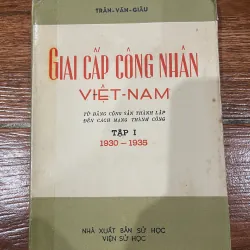 TRẦN-VĂN-GIÀU
GIAI CẤP CÔNG NHÂN
VIỆT-NAM
TỪ ĐẢNG CỘNG SẢN THÀNH LẬP
ĐẾN CÁCH MẠNG THÀNH CÔNG
TẬP I
1930 – 1935
NHÀ XUẤT BẢN SỬ HỌC
VIỆN SỬ HỌC